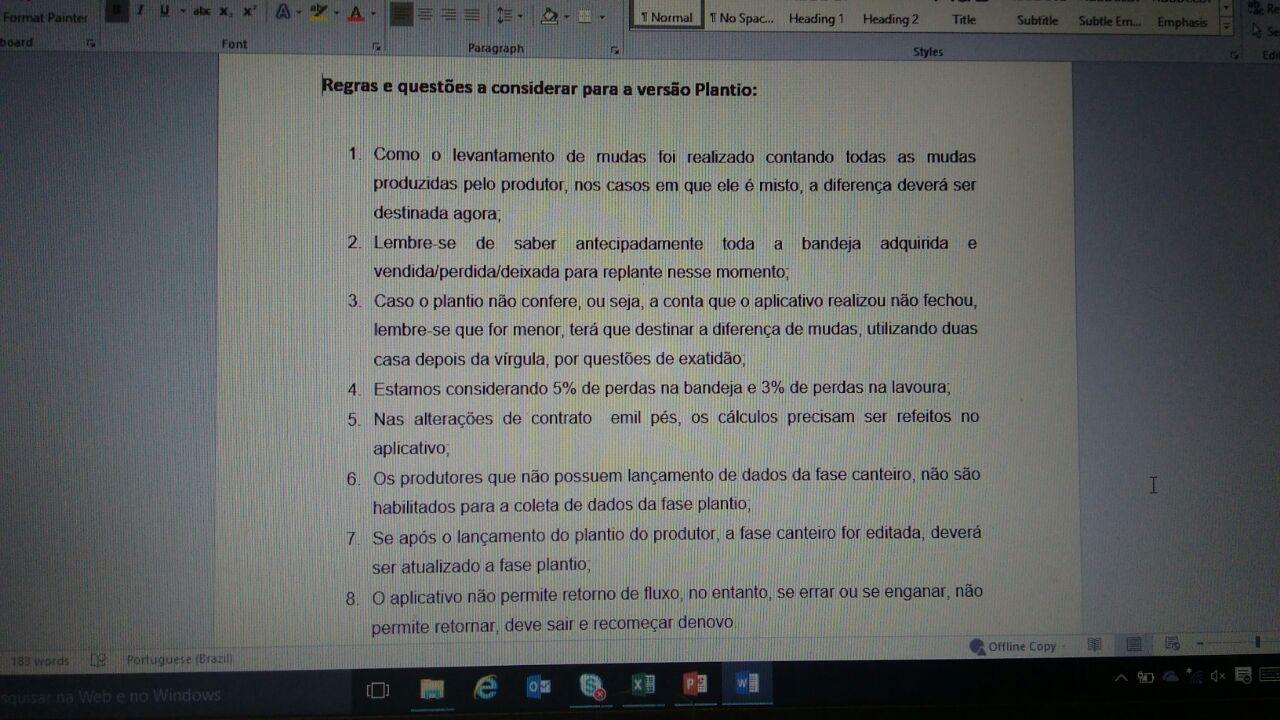 Format Painter
B I U abc X₂ X² A A
¶ Normal ¶ No Spac... Heading 1 Heading 2 Title Subtitle Subtle Em... Emphasis
Font Paragraph Styles
Regras e questões a considerar para a versão Plantio:
1. Como o levantamento de mudas foi realizado contando todas as mudas
produzidas pelo produtor, nos casos em que ele é misto, a diferença deverá ser
destinada agora;
2. Lembre-se de saber antecipadamente toda a bandeja adquirida e
vendida/perdida/deixada para replante nesse momento;
3. Caso o plantio não confere, ou seja, a conta que o aplicativo realizou não fechou,
lembre-se que for menor, terá que destinar a diferença de mudas, utilizando duas
casa depois da vírgula, por questões de exatidão;
4. Estamos considerando 5% de perdas na bandeja e 3% de perdas na lavoura;
5. Nas alterações de contrato emil pés, os cálculos precisam ser refeitos no
aplicativo;
6. Os produtores que não possuem lançamento de dados da fase canteiro, não são
habilitados para a coleta de dados da fase plantio;
7. Se após o lançamento do plantio do produtor, a fase canteiro for editada, deverá
ser atualizado a fase plantio;
8. O aplicativo não permite retorno de fluxo, no entanto, se errar ou se enganar, não
permite retornar, deve sair e recomeçar denovo.
183 words Portuguese (Brazil) Offline Copy
squisar na Web e no Windows